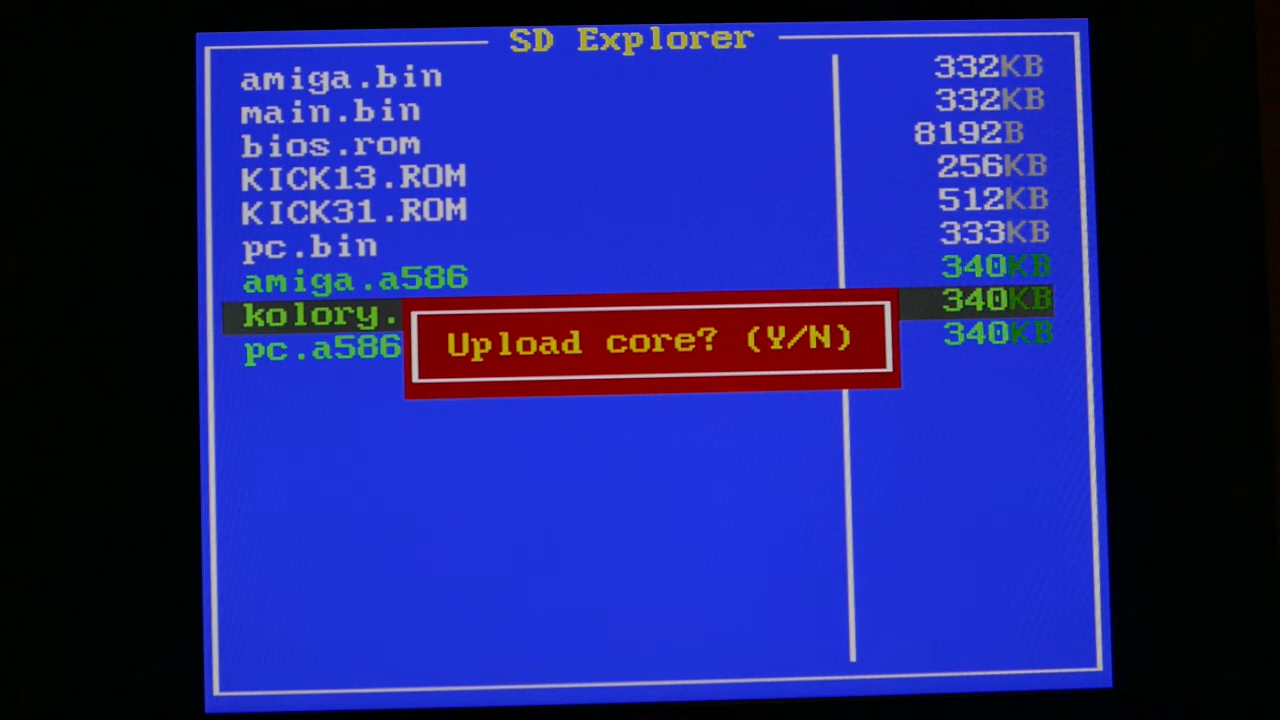 SD Explorer
amiga.bin 332KB
main.bin 332KB
bios.rom 8192B
KICK13.ROM 256KB
KICK31.ROM 512KB
pc.bin 333KB
amiga.a586 340KB
kolory. 340KB
pc.a586 340KB
Upload core? (Y/N)